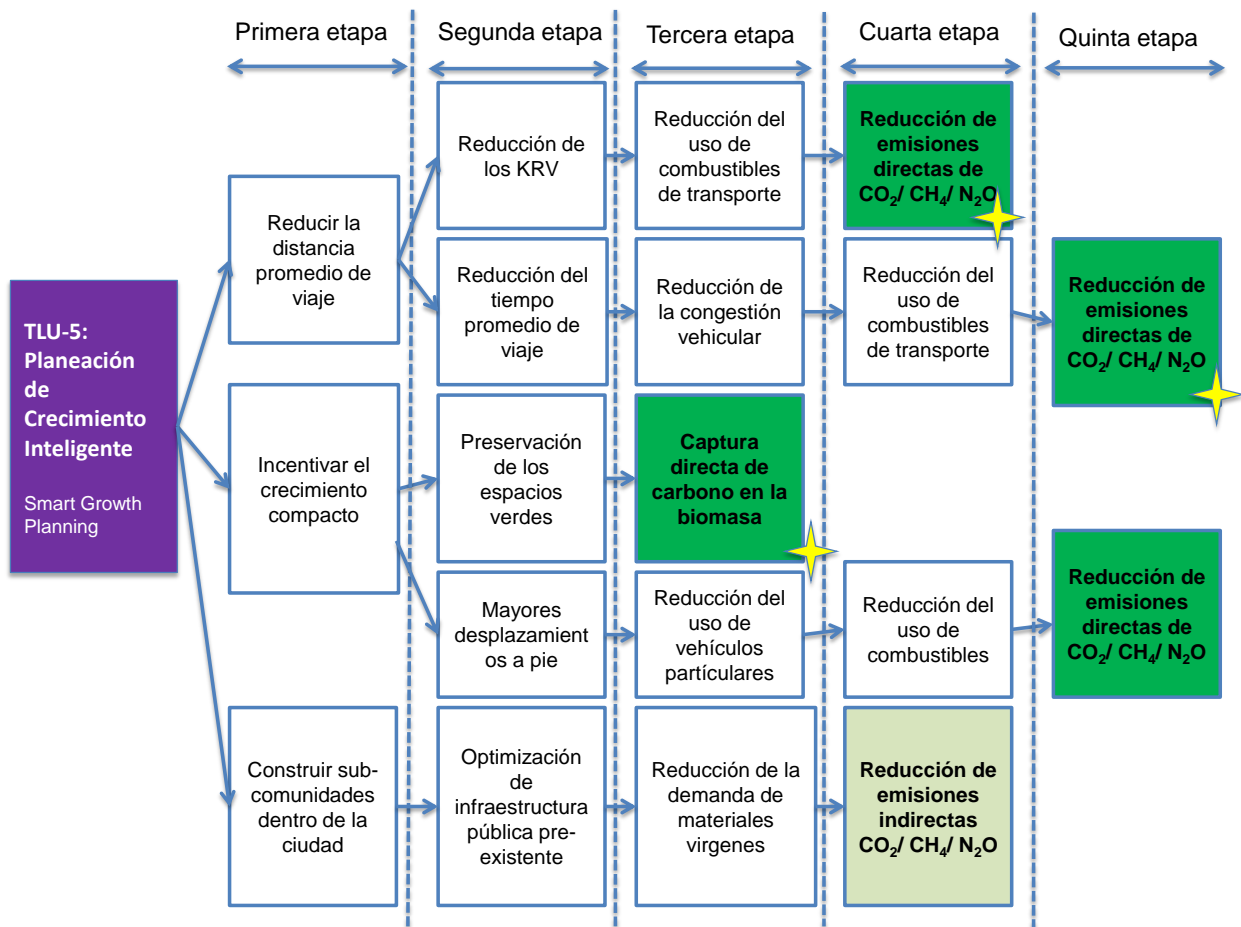 Primera etapa
Segunda etapa
Tercera etapa
Cuarta etapa
Quinta etapa
TLU-5:
Planeación
de
Crecimiento
Inteligente
Smart Growth
Planning
Reducir la
distancia
promedio de
viaje
Reducción de
los KRV
Reducción del
uso de
combustibles
de transporte
Reducción de
emisiones
directas de
CO₂/ CH₄/ N₂O
Reducción del
tiempo
promedio de
viaje
Reducción de
la congestión
vehicular
Reducción del
uso de
combustibles
de transporte
Reducción de
emisiones
directas de
CO₂/ CH₄/ N₂O
Incentivar el
crecimiento
compacto
Preservación
de los
espacios
verdes
Captura
directa de
carbono en la
biomasa
Mayores
desplazamient
os a pie
Reducción del
uso de
vehículos
partículares
Reducción del
uso de
combustibles
Reducción de
emisiones
directas de
CO₂/ CH₄/ N₂O
Construir sub-
comunidades
dentro de la
ciudad
Optimización
de
infraestructura
pública pre-
existente
Reducción de la
demanda de
materiales
virgenes
Reducción de
emisiones
indirectas
CO₂/ CH₄/ N₂O